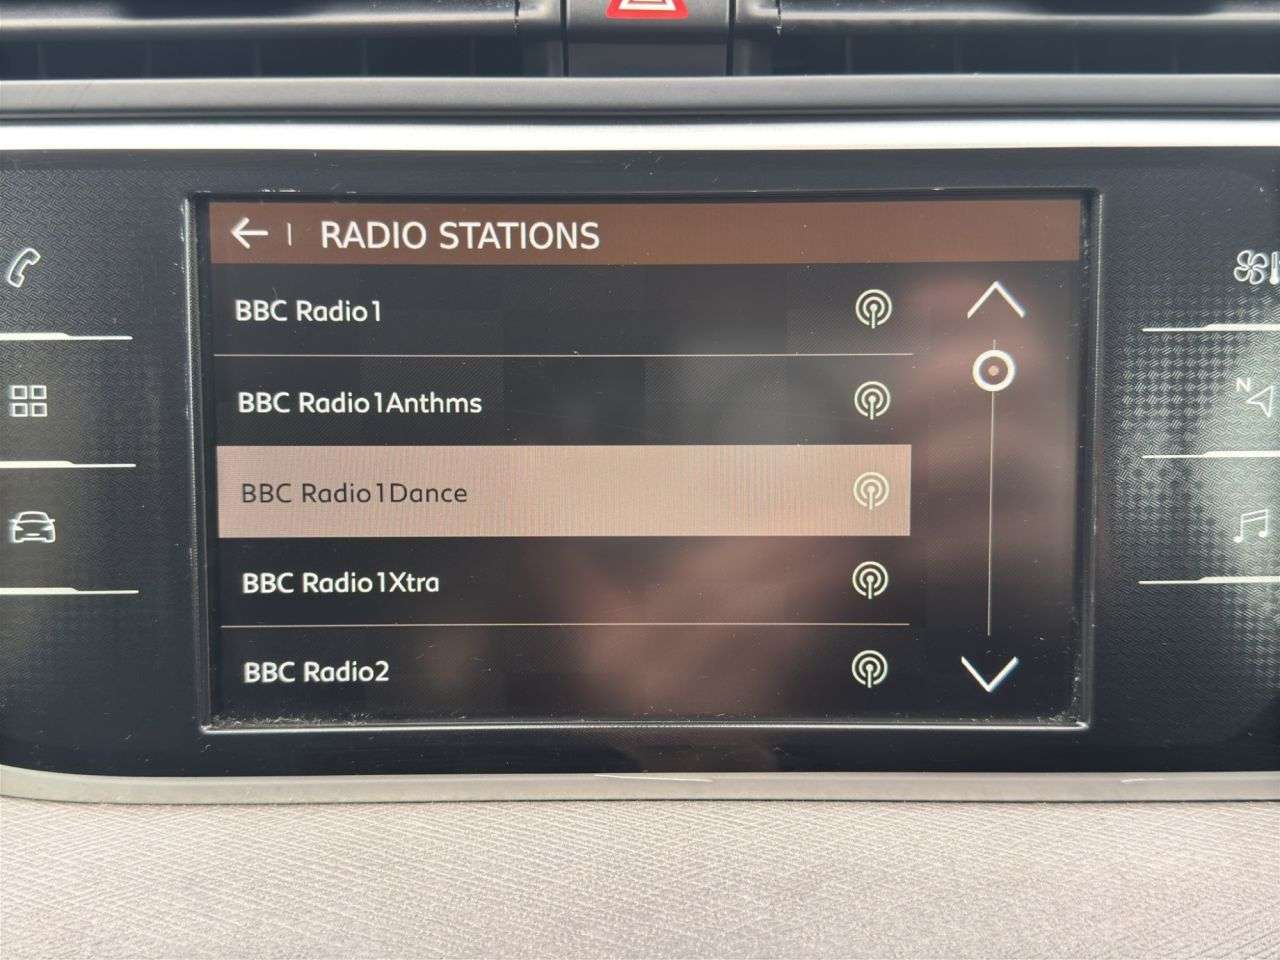 RADIO STATIONS
BBC Radio1
BBC Radio1Anthms
BBC Radio1Dance
BBC Radio1Xtra
BBC Radio2
N